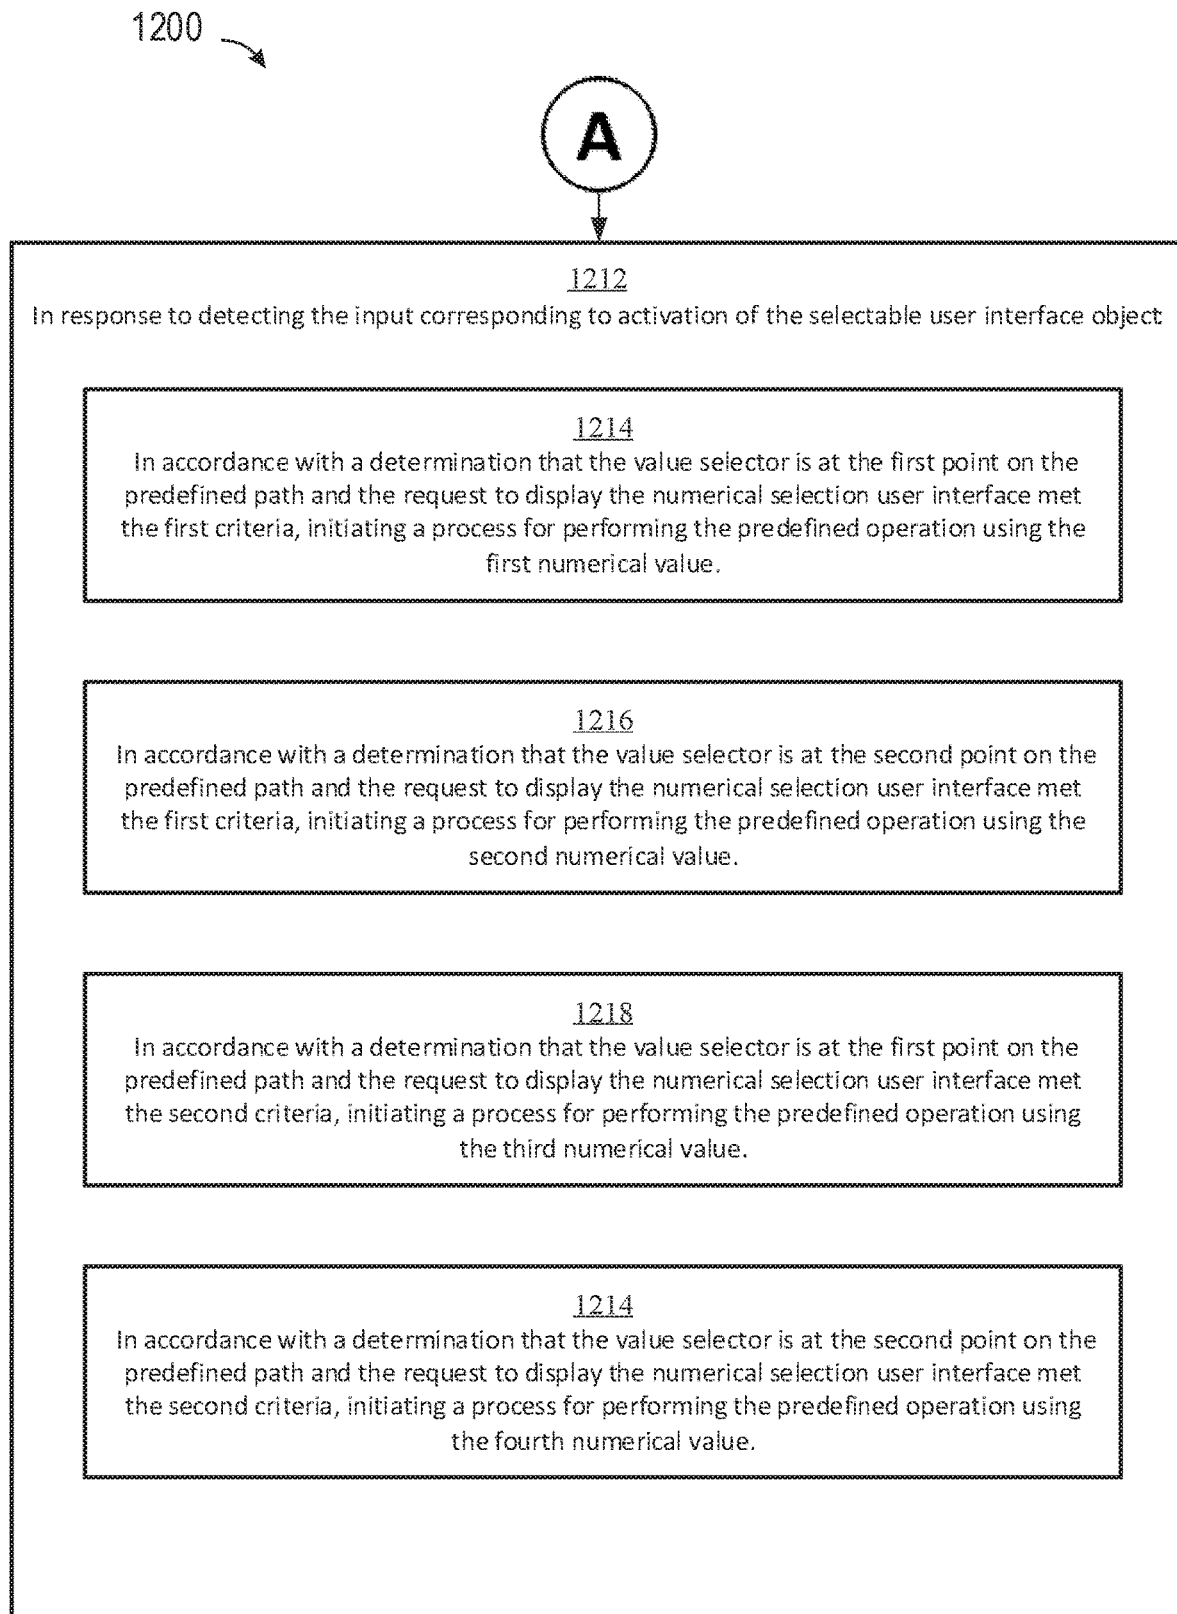 1200
A
1212
In response to detecting the input corresponding to activation of the selectable user interface object
1214
In accordance with a determination that the value selector is at the first point on the
predefined path and the request to display the numerical selection user interface met
the first criteria, initiating a process for performing the predefined operation using the
first numerical value.
1216
In accordance with a determination that the value selector is at the second point on the
predefined path and the request to display the numerical selection user interface met
the first criteria, initiating a process for performing the predefined operation using the
second numerical value.
1218
In accordance with a determination that the value selector is at the first point on the
predefined path and the request to display the numerical selection user interface met
the second criteria, initiating a process for performing the predefined operation using
the third numerical value.
1214
In accordance with a determination that the value selector is at the second point on the
predefined path and the request to display the numerical selection user interface met
the second criteria, initiating a process for performing the predefined operation using
the fourth numerical value.